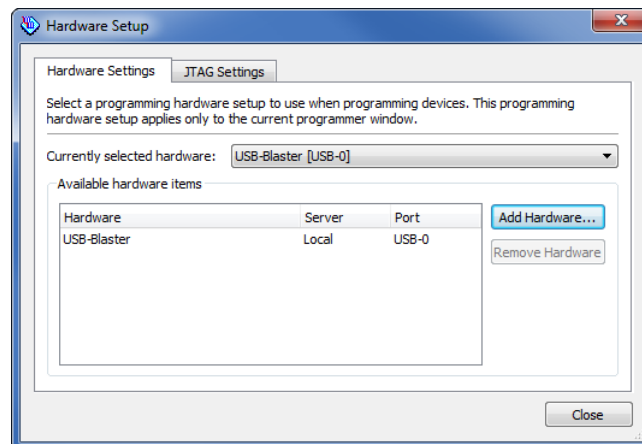 Hardware Setup
Hardware Settings
JTAG Settings
Select a programming hardware setup to use when programming devices. This programming
hardware setup applies only to the current programmer window.
Currently selected hardware: USB-Blaster [USB-0]
Available hardware items
Hardware Server Port
USB-Blaster Local USB-0
Add Hardware...
Remove Hardware
Close